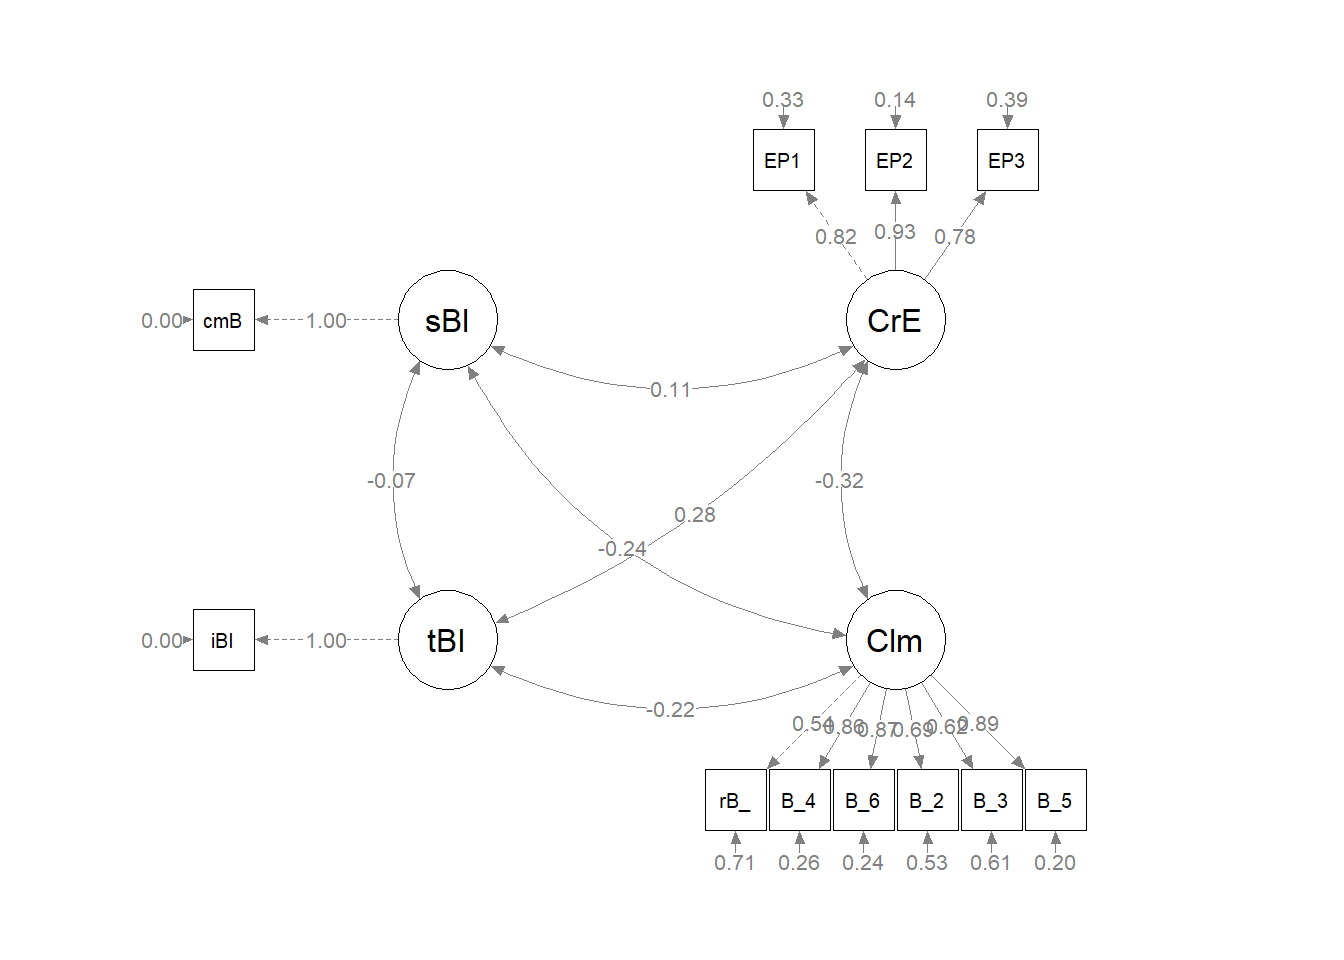 0.33 0.14 0.39
EP1 EP2 EP3
0.82 0.93 0.78
0.00 cmB 1.00 sBI CrE
0.11
-0.07 -0.32
0.28
-0.24
0.00 iBI 1.00 tBI Clm
-0.22
0.54 0.86 0.87 0.69 0.62 0.89
rB_ B_4 B_6 B_2 B_3 B_5
0.71 0.26 0.24 0.53 0.61 0.20